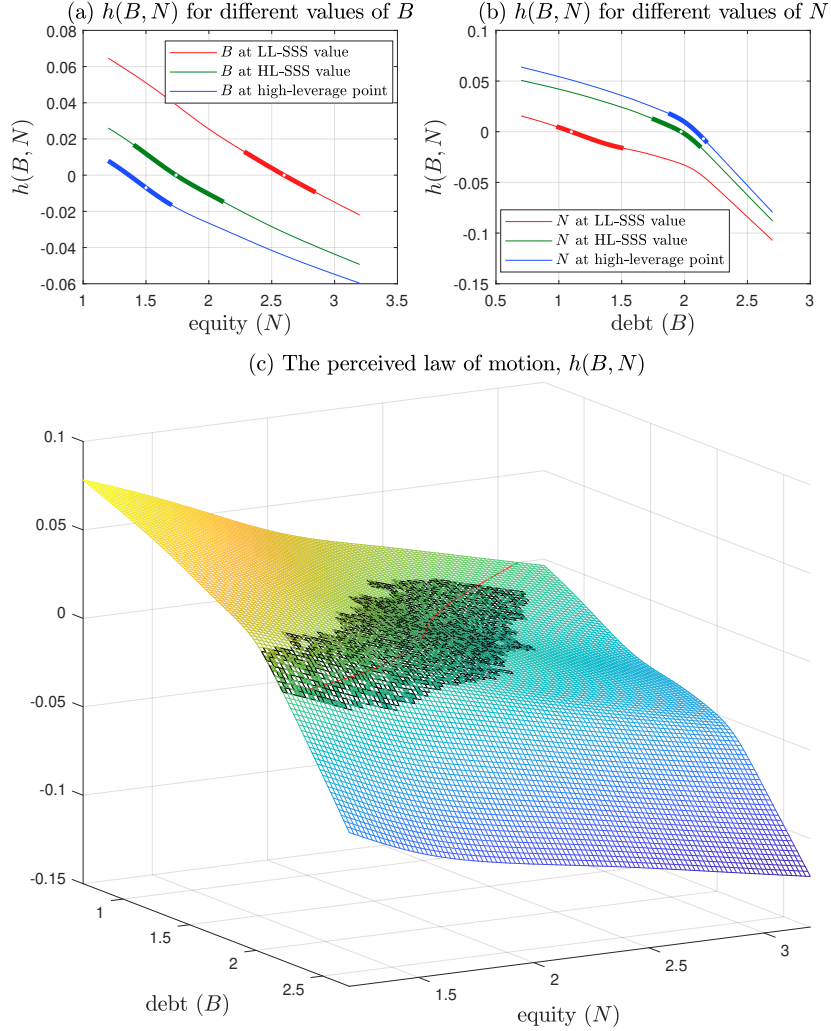 (a) h(B, N) for different values of B
0.08
0.06
0.04
0.02
0
-0.02
-0.04
-0.06
h(B, N)
B at LL-SSS value
B at HL-SSS value
B at high-leverage point
1
1.5
2
2.5
3
3.5
equity (N)
(b) h(B, N) for different values of N
0.1
0.05
0
-0.05
-0.1
-0.15
h(B, N)
N at LL-SSS value
N at HL-SSS value
N at high-leverage point
0.5
1
1.5
2
2.5
3
debt (B)
(c) The perceived law of motion, h(B, N)
0.1
0.05
0
-0.05
-0.1
-0.15
1
1.5
2
2.5
debt (B)
1.5
2
2.5
3
equity (N)